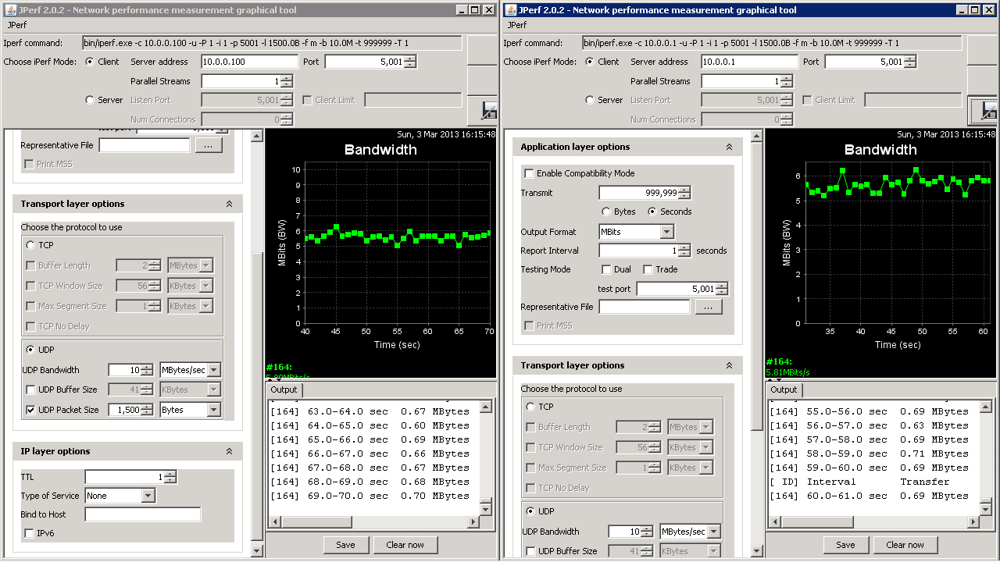 JPerf 2.0.2 - Network performance measurement graphical tool
JPerf
Iperf command: bin/iperf.exe -c 10.0.0.100 -u -P 1 -i 1 -p 5001 -l 1500.0B -f m -b 10.0M -t 999999 -T 1
Choose iPerf Mode: Client Server address 10.0.0.100 Port 5,001
Parallel Streams 1
Server Listen Port 5,001 Client Limit
Num Connections 0
Representative File ...
Print MSS
Transport layer options
Choose the protocol to use
TCP
Buffer Length 2 MBytes
TCP Window Size 56 KBytes
Max Segment Size 1 KBytes
TCP No Delay
UDP
UDP Bandwidth 10 MBytes/sec
UDP Buffer Size 41 KBytes
UDP Packet Size 1,500 Bytes
IP layer options
TTL 1
Type of Service None
Bind to Host
IPv6
Sun, 3 Mar 2013 16:15:48
Bandwidth
MBits (BW)
10
9
8
7
6
5
4
3
2
1
0
40 45 50 55 60 65 70
Time (sec)
#164:
5.89MBits/s
Output
[164] 63.0-64.0 sec 0.67 MBytes
[164] 64.0-65.0 sec 0.60 MBytes
[164] 65.0-66.0 sec 0.69 MBytes
[164] 66.0-67.0 sec 0.66 MBytes
[164] 67.0-68.0 sec 0.67 MBytes
[164] 68.0-69.0 sec 0.68 MBytes
[164] 69.0-70.0 sec 0.70 MBytes
Save Clear now
JPerf 2.0.2 - Network performance measurement graphical tool
JPerf
Iperf command: bin/iperf.exe -c 10.0.0.1 -u -P 1 -i 1 -p 5001 -l 1500.0B -f m -b 10.0M -t 999999 -T 1
Choose iPerf Mode: Client Server address 10.0.0.1 Port 5,001
Parallel Streams 1
Server Listen Port 5,001 Client Limit
Num Connections 0
Application layer options
Enable Compatibility Mode
Transmit 999,999
Bytes Seconds
Output Format MBits
Report Interval 1 seconds
Testing Mode Dual Trade
test port 5,001
Representative File ...
Print MSS
Transport layer options
Choose the protocol to use
TCP
Buffer Length 2 MBytes
TCP Window Size 56 KBytes
Max Segment Size 1 KBytes
TCP No Delay
UDP
UDP Bandwidth 10 MBytes/sec
UDP Buffer Size 41 KBytes
Sun, 3 Mar 2013 16:15:48
Bandwidth
MBits (BW)
6
5
4
3
2
1
0
35 40 45 50 55 60
Time (sec)
#164:
5.81MBits/s
Output
[164] 55.0-56.0 sec 0.69 MBytes
[164] 56.0-57.0 sec 0.63 MBytes
[164] 57.0-58.0 sec 0.69 MBytes
[164] 58.0-59.0 sec 0.71 MBytes
[164] 59.0-60.0 sec 0.69 MBytes
[ ID] Interval Transfer
[164] 60.0-61.0 sec 0.69 MBytes
Save Clear now